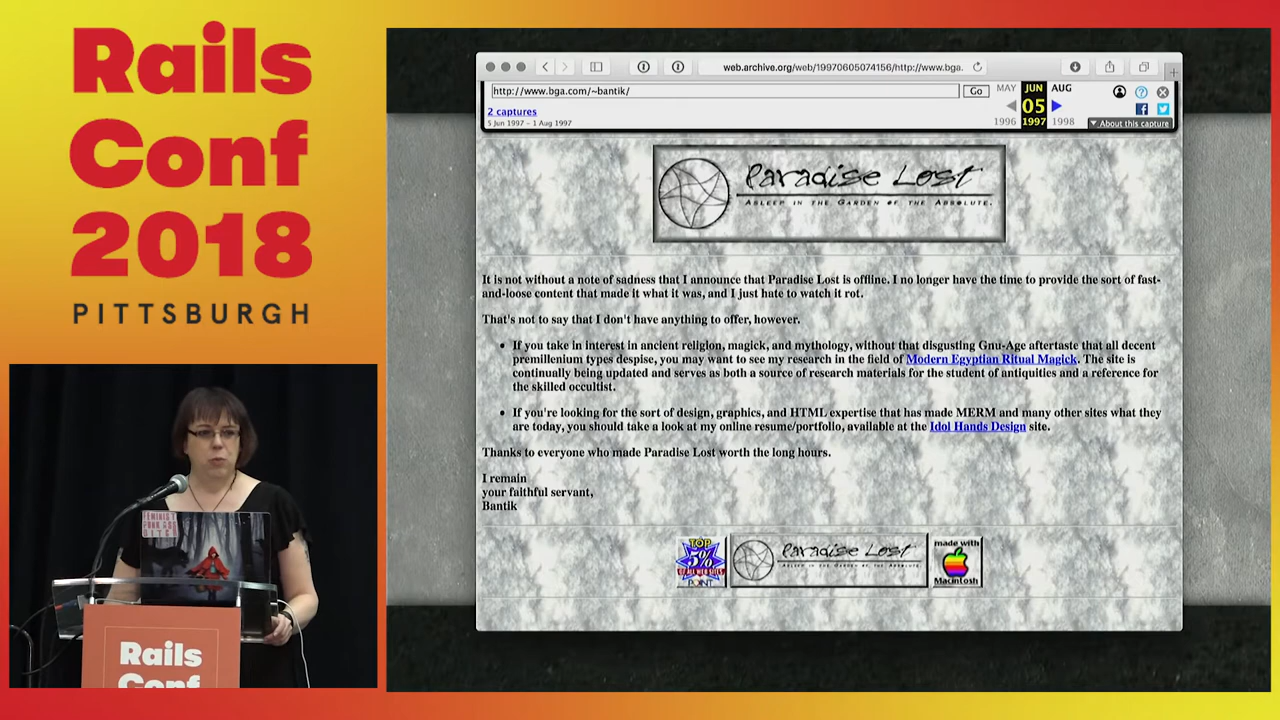 Rails
Conf
2018
PITTSBURGH
web.archive.org/web/19970605074156/http://www.bga.
http://www.bga.com/~bantik/
Go
MAY
JUN
AUG
2 captures
05
5 Jun 1997 - 1 Aug 1997
1996
1997
1998
About this capture
Paradise Lost
Asleep in the Garden of the Absolute.
It is not without a note of sadness that I announce that Paradise Lost is offline. I no longer have the time to provide the sort of fast-
and-loose content that made it what it was, and I just hate to watch it rot.
That's not to say that I don't have anything to offer, however.
• If you take in interest in ancient religion, magick, and mythology, without that disgusting Gnu-Age aftertaste that all decent
premillenium types despise, you may want to see my research in the field of Modern Egyptian Ritual Magick. The site is
continually being updated and serves as both a source of research materials for the student of antiquities and a reference for
the skilled occultist.
• If you're looking for the sort of design, graphics, and HTML expertise that has made MERM and many other sites what they
are today, you should take a look at my online resume/portfolio, available at the Idol Hands Design site.
Thanks to everyone who made Paradise Lost worth the long hours.
I remain
your faithful servant,
Bantik
TOP
5%
OF ALL WEB SITES
POINT
Paradise Lost
Asleep in the Garden of the Absolute.
made with
Macintosh
FEMINIST
Rails
Conf